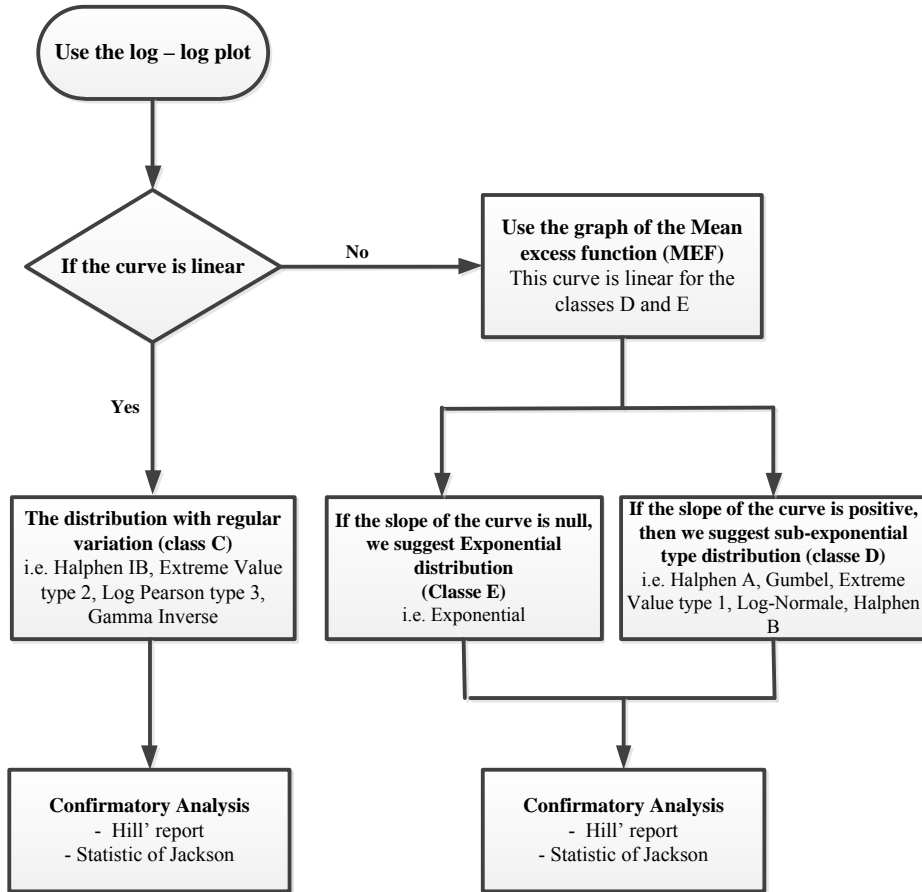 Use the log – log plot
If the curve is linear
No
Yes
Use the graph of the Mean
excess function (MEF)
This curve is linear for the
classes D and E
The distribution with regular
variation (class C)
i.e. Halphen IB, Extreme Value
type 2, Log Pearson type 3,
Gamma Inverse
If the slope of the curve is null,
we suggest Exponential
distribution
(Classe E)
i.e. Exponential
If the slope of the curve is positive,
then we suggest sub-exponential
type distribution (classe D)
i.e. Halphen A, Gumbel, Extreme
Value type 1, Log-Normale, Halphen
B
Confirmatory Analysis
- Hill’ report
- Statistic of Jackson
Confirmatory Analysis
- Hill’ report
- Statistic of Jackson